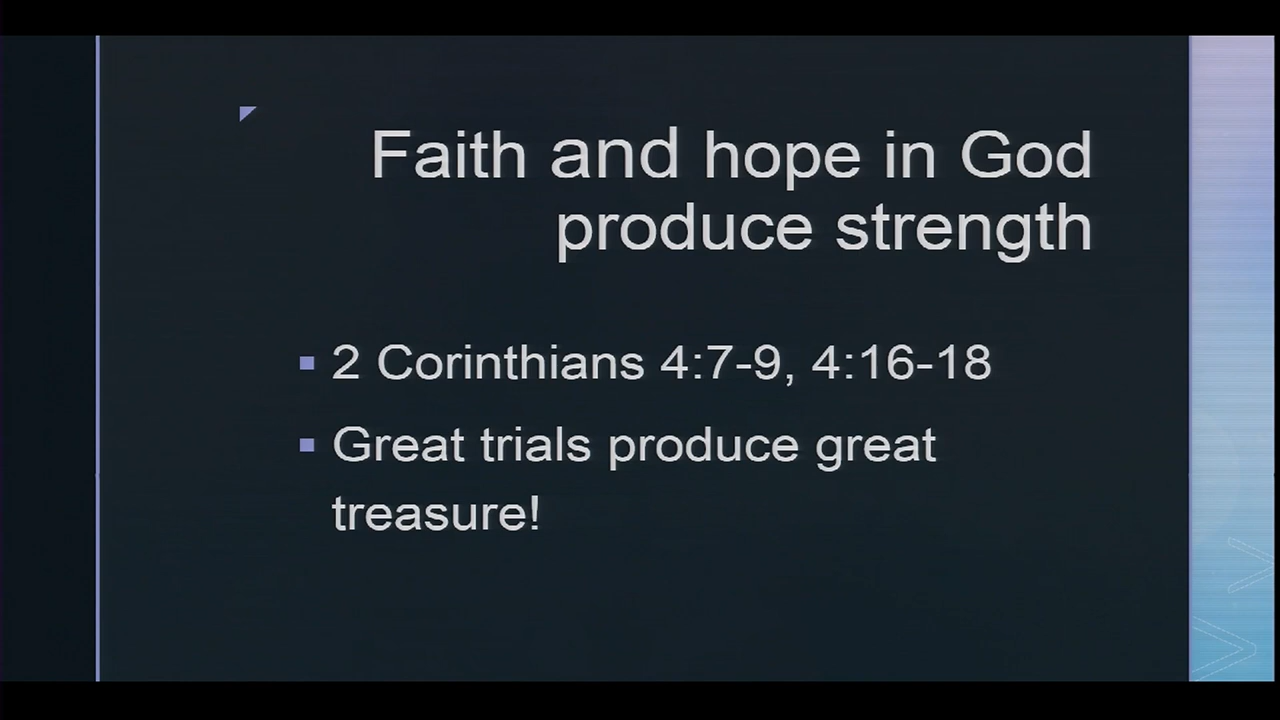 Faith and hope in God
produce strength
▪ 2 Corinthians 4:7-9, 4:16-18
▪ Great trials produce great
treasure!